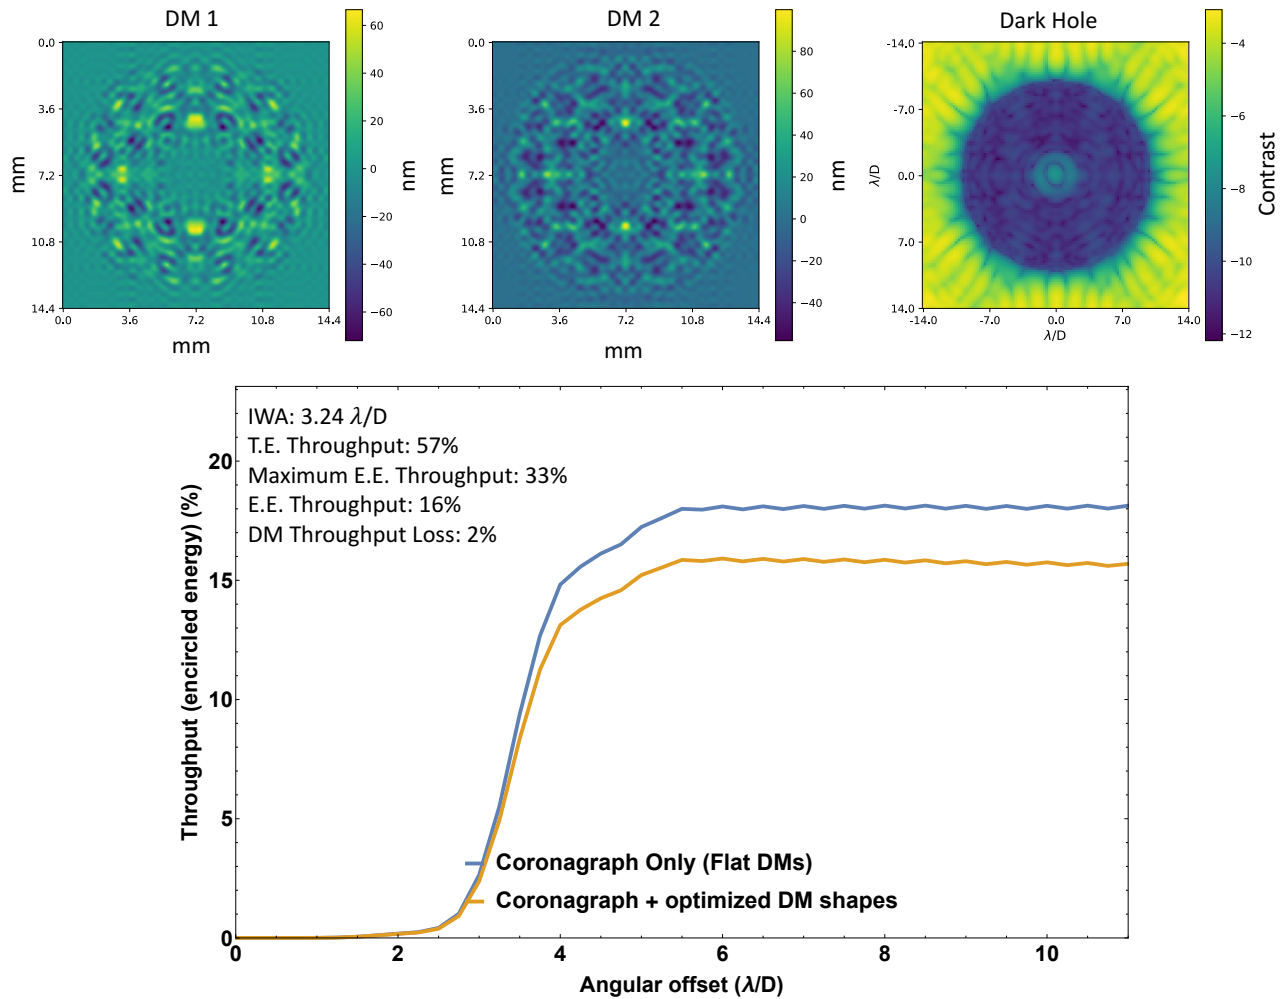 DM 1
DM 2
Dark Hole
0.0
3.6
7.2
10.8
14.4
mm
0.0
3.6
7.2
10.8
14.4
mm
60
40
20
0
−20
−40
−60
nm
0.0
3.6
7.2
10.8
14.4
mm
0.0
3.6
7.2
10.8
14.4
mm
80
60
40
20
0
−20
−40
nm
-14.0
-7.0
0.0
7.0
14.0
λ/D
-14.0
-7.0
0.0
7.0
14.0
λ/D
−4
−6
−8
−10
−12
Contrast
IWA: 3.24 λ/D
T.E. Throughput: 57%
Maximum E.E. Throughput: 33%
E.E. Throughput: 16%
DM Throughput Loss: 2%
Throughput (encircled energy) (%)
20
15
10
5
0
Coronagraph Only (Flat DMs)
Coronagraph + optimized DM shapes
0
2
4
6
8
10
Angular offset (λ/D)